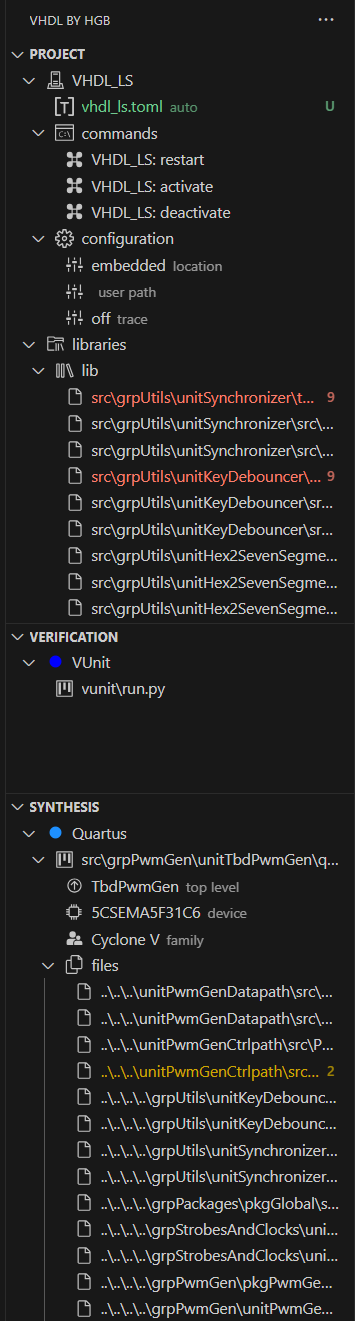 VHDL BY HGB ···
PROJECT
VHDL_LS
[T] vhdl_ls.toml auto U
C:\ commands
VHDL_LS: restart
VHDL_LS: activate
VHDL_LS: deactivate
configuration
embedded location
user path
off trace
libraries
lib
src\grpUtils\unitSynchronizer\t... 9
src\grpUtils\unitSynchronizer\src\...
src\grpUtils\unitSynchronizer\src\...
src\grpUtils\unitKeyDebouncer\... 9
src\grpUtils\unitKeyDebouncer\sr...
src\grpUtils\unitKeyDebouncer\sr...
src\grpUtils\unitHex2SevenSegme...
src\grpUtils\unitHex2SevenSegme...
src\grpUtils\unitHex2SevenSegme...
VERIFICATION
VUnit
vunit\run.py
SYNTHESIS
Quartus
src\grpPwmGen\unitTbdPwmGen\q...
TbdPwmGen top level
5CSEMA5F31C6 device
Cyclone V family
files
..\..\..\unitPwmGenDatapath\src\...
..\..\..\unitPwmGenDatapath\src\...
..\..\..\unitPwmGenCtrlpath\src\P...
..\..\..\unitPwmGenCtrlpath\src... 2
..\..\..\..\grpUtils\unitKeyDebounc...
..\..\..\..\grpUtils\unitKeyDebounc...
..\..\..\..\grpUtils\unitSynchronizer...
..\..\..\..\grpUtils\unitSynchronizer...
..\..\..\..\grpPackages\pkgGlobal\s...
..\..\..\..\grpStrobesAndClocks\uni...
..\..\..\..\grpStrobesAndClocks\uni...
..\..\..\..\grpPwmGen\pkgPwmGe...
..\..\..\..\grpPwmGen\unitPwmGe...